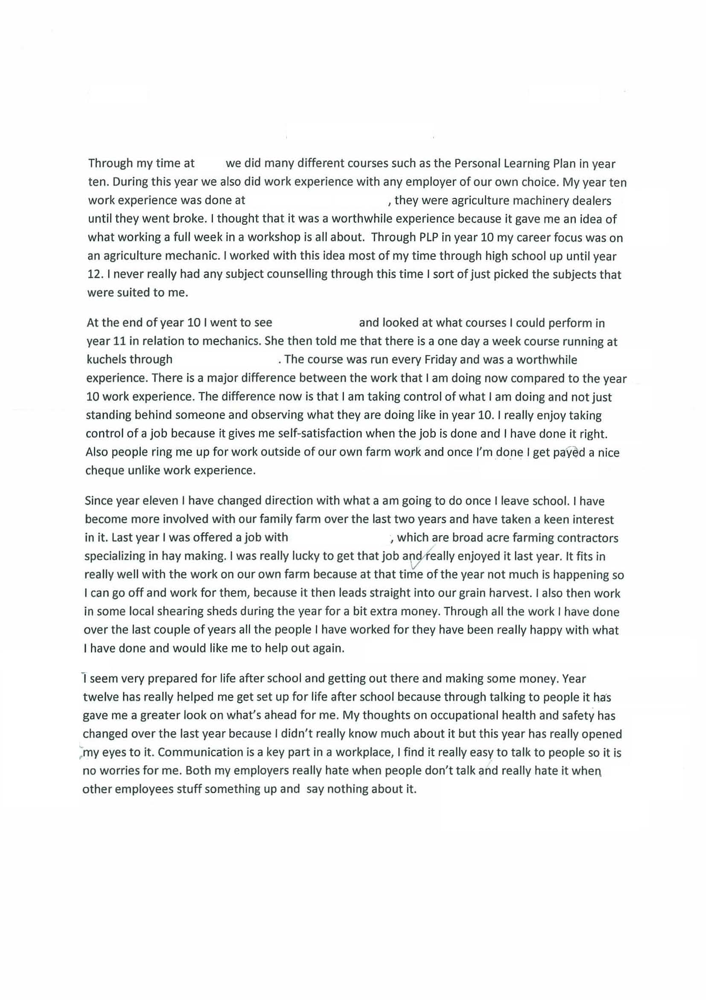 Through my time at we did many different courses such as the Personal Learning Plan in year
ten. During this year we also did work experience with any employer of our own choice. My year ten
work experience was done at , they were agriculture machinery dealers
until they went broke. I thought that it was a worthwhile experience because it gave me an idea of
what working a full week in a workshop is all about. Through PLP in year 10 my career focus was on
an agriculture mechanic. I worked with this idea most of my time through high school up until year
12. I never really had any subject counselling through this time I sort of just picked the subjects that
were suited to me.
At the end of year 10 I went to see and looked at what courses I could perform in
year 11 in relation to mechanics. She then told me that there is a one day a week course running at
kuchels through . The course was run every Friday and was a worthwhile
experience. There is a major difference between the work that I am doing now compared to the year
10 work experience. The difference now is that I am taking control of what I am doing and not just
standing behind someone and observing what they are doing like in year 10. I really enjoy taking
control of a job because it gives me self-satisfaction when the job is done and I have done it right.
Also people ring me up for work outside of our own farm work and once I'm done I get payed a nice
cheque unlike work experience.
Since year eleven I have changed direction with what a am going to do once I leave school. I have
become more involved with our family farm over the last two years and have taken a keen interest
in it. Last year I was offered a job with , which are broad acre farming contractors
specializing in hay making. I was really lucky to get that job and really enjoyed it last year. It fits in
really well with the work on our own farm because at that time of the year not much is happening so
I can go off and work for them, because it then leads straight into our grain harvest. I also then work
in some local shearing sheds during the year for a bit extra money. Through all the work I have done
over the last couple of years all the people I have worked for they have been really happy with what
I have done and would like me to help out again.
I seem very prepared for life after school and getting out there and making some money. Year
twelve has really helped me get set up for life after school because through talking to people it has
gave me a greater look on what's ahead for me. My thoughts on occupational health and safety has
changed over the last year because I didn't really know much about it but this year has really opened
my eyes to it. Communication is a key part in a workplace, I find it really easy to talk to people so it is
no worries for me. Both my employers really hate when people don't talk and really hate it when
other employees stuff something up and say nothing about it.